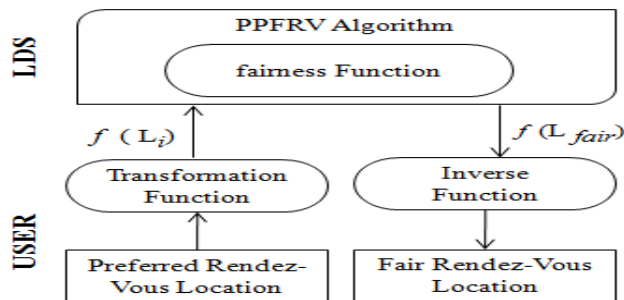 LDS
PPFRV Algorithm
fairness Function
f ( Li)
f (L fair)
Transformation
Function
Inverse
Function
USER
Preferred Rendez-
Vous Location
Fair Rendez-Vous
Location